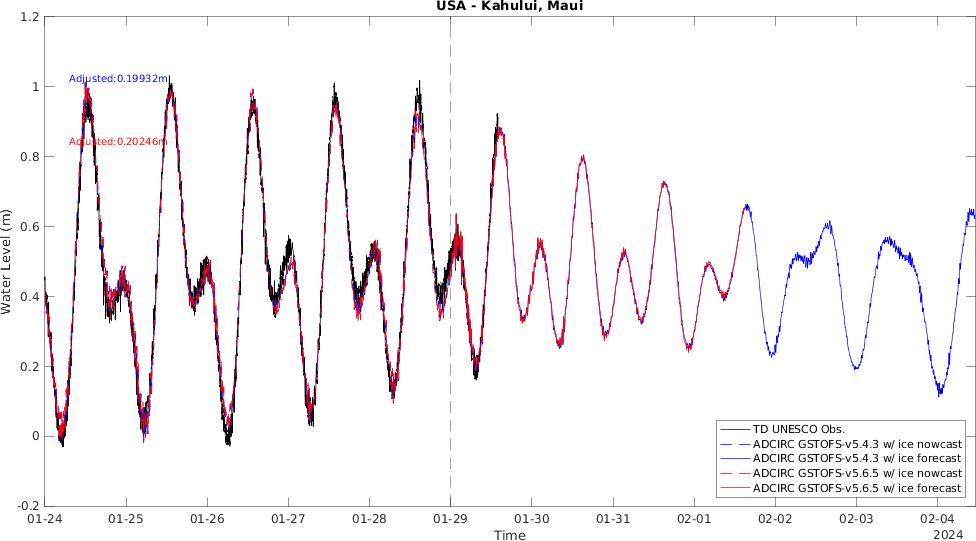 USA - Kahului, Maui
1.2
1
0.8
0.6
0.4
0.2
0
-0.2
Water Level (m)
Adjusted:0.19932m
Adjusted:0.20246m
TD UNESCO Obs.
ADCIRC GSTOFS-v5.4.3 w/ ice nowcast
ADCIRC GSTOFS-v5.4.3 w/ ice forecast
ADCIRC GSTOFS-v5.6.5 w/ ice nowcast
ADCIRC GSTOFS-v5.6.5 w/ ice forecast
01-24 01-25 01-26 01-27 01-28 01-29 01-30 01-31 02-01 02-02 02-03 02-04
Time
2024